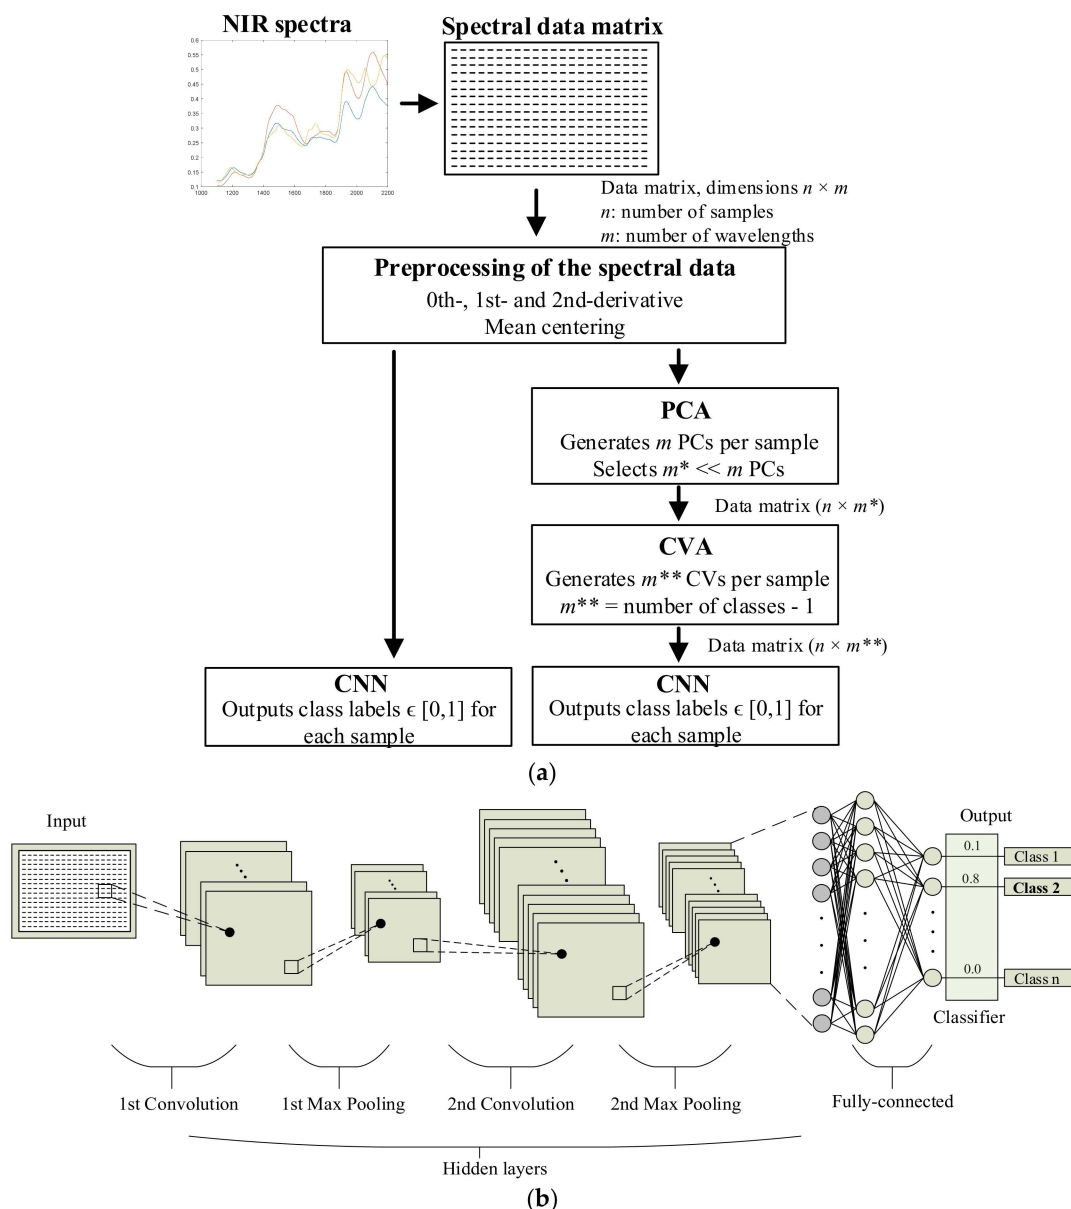 NIR spectra
Spectral data matrix
0.6
0.55
0.5
0.45
0.4
0.35
0.3
0.25
0.2
0.15
0.1
1000 1200 1400 1600 1800 2000 2200
Data matrix, dimensions n × m
n: number of samples
m: number of wavelengths
Preprocessing of the spectral data
0th-, 1st- and 2nd-derivative
Mean centering
PCA
Generates m PCs per sample
Selects m* << m PCs
Data matrix (n × m*)
CVA
Generates m** CVs per sample
m** = number of classes - 1
Data matrix (n × m**)
CNN
Outputs class labels ϵ [0,1] for
each sample
CNN
Outputs class labels ϵ [0,1] for
each sample
(a)
Input
Output
0.1
Class 1
0.8
Class 2
0.0
Class n
Classifier
1st Convolution
1st Max Pooling
2nd Convolution
2nd Max Pooling
Fully-connected
Hidden layers
(b)